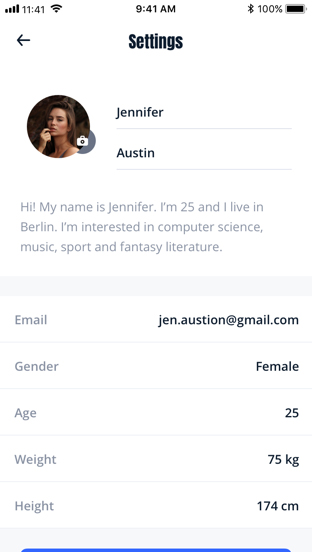 11:41 9:41 AM 100%
Settings
Jennifer
Austin
Hi! My name is Jennifer. I'm 25 and I live in
Berlin. I'm interested in computer science,
music, sport and fantasy literature.
Email jen.austion@gmail.com
Gender Female
Age 25
Weight 75 kg
Height 174 cm